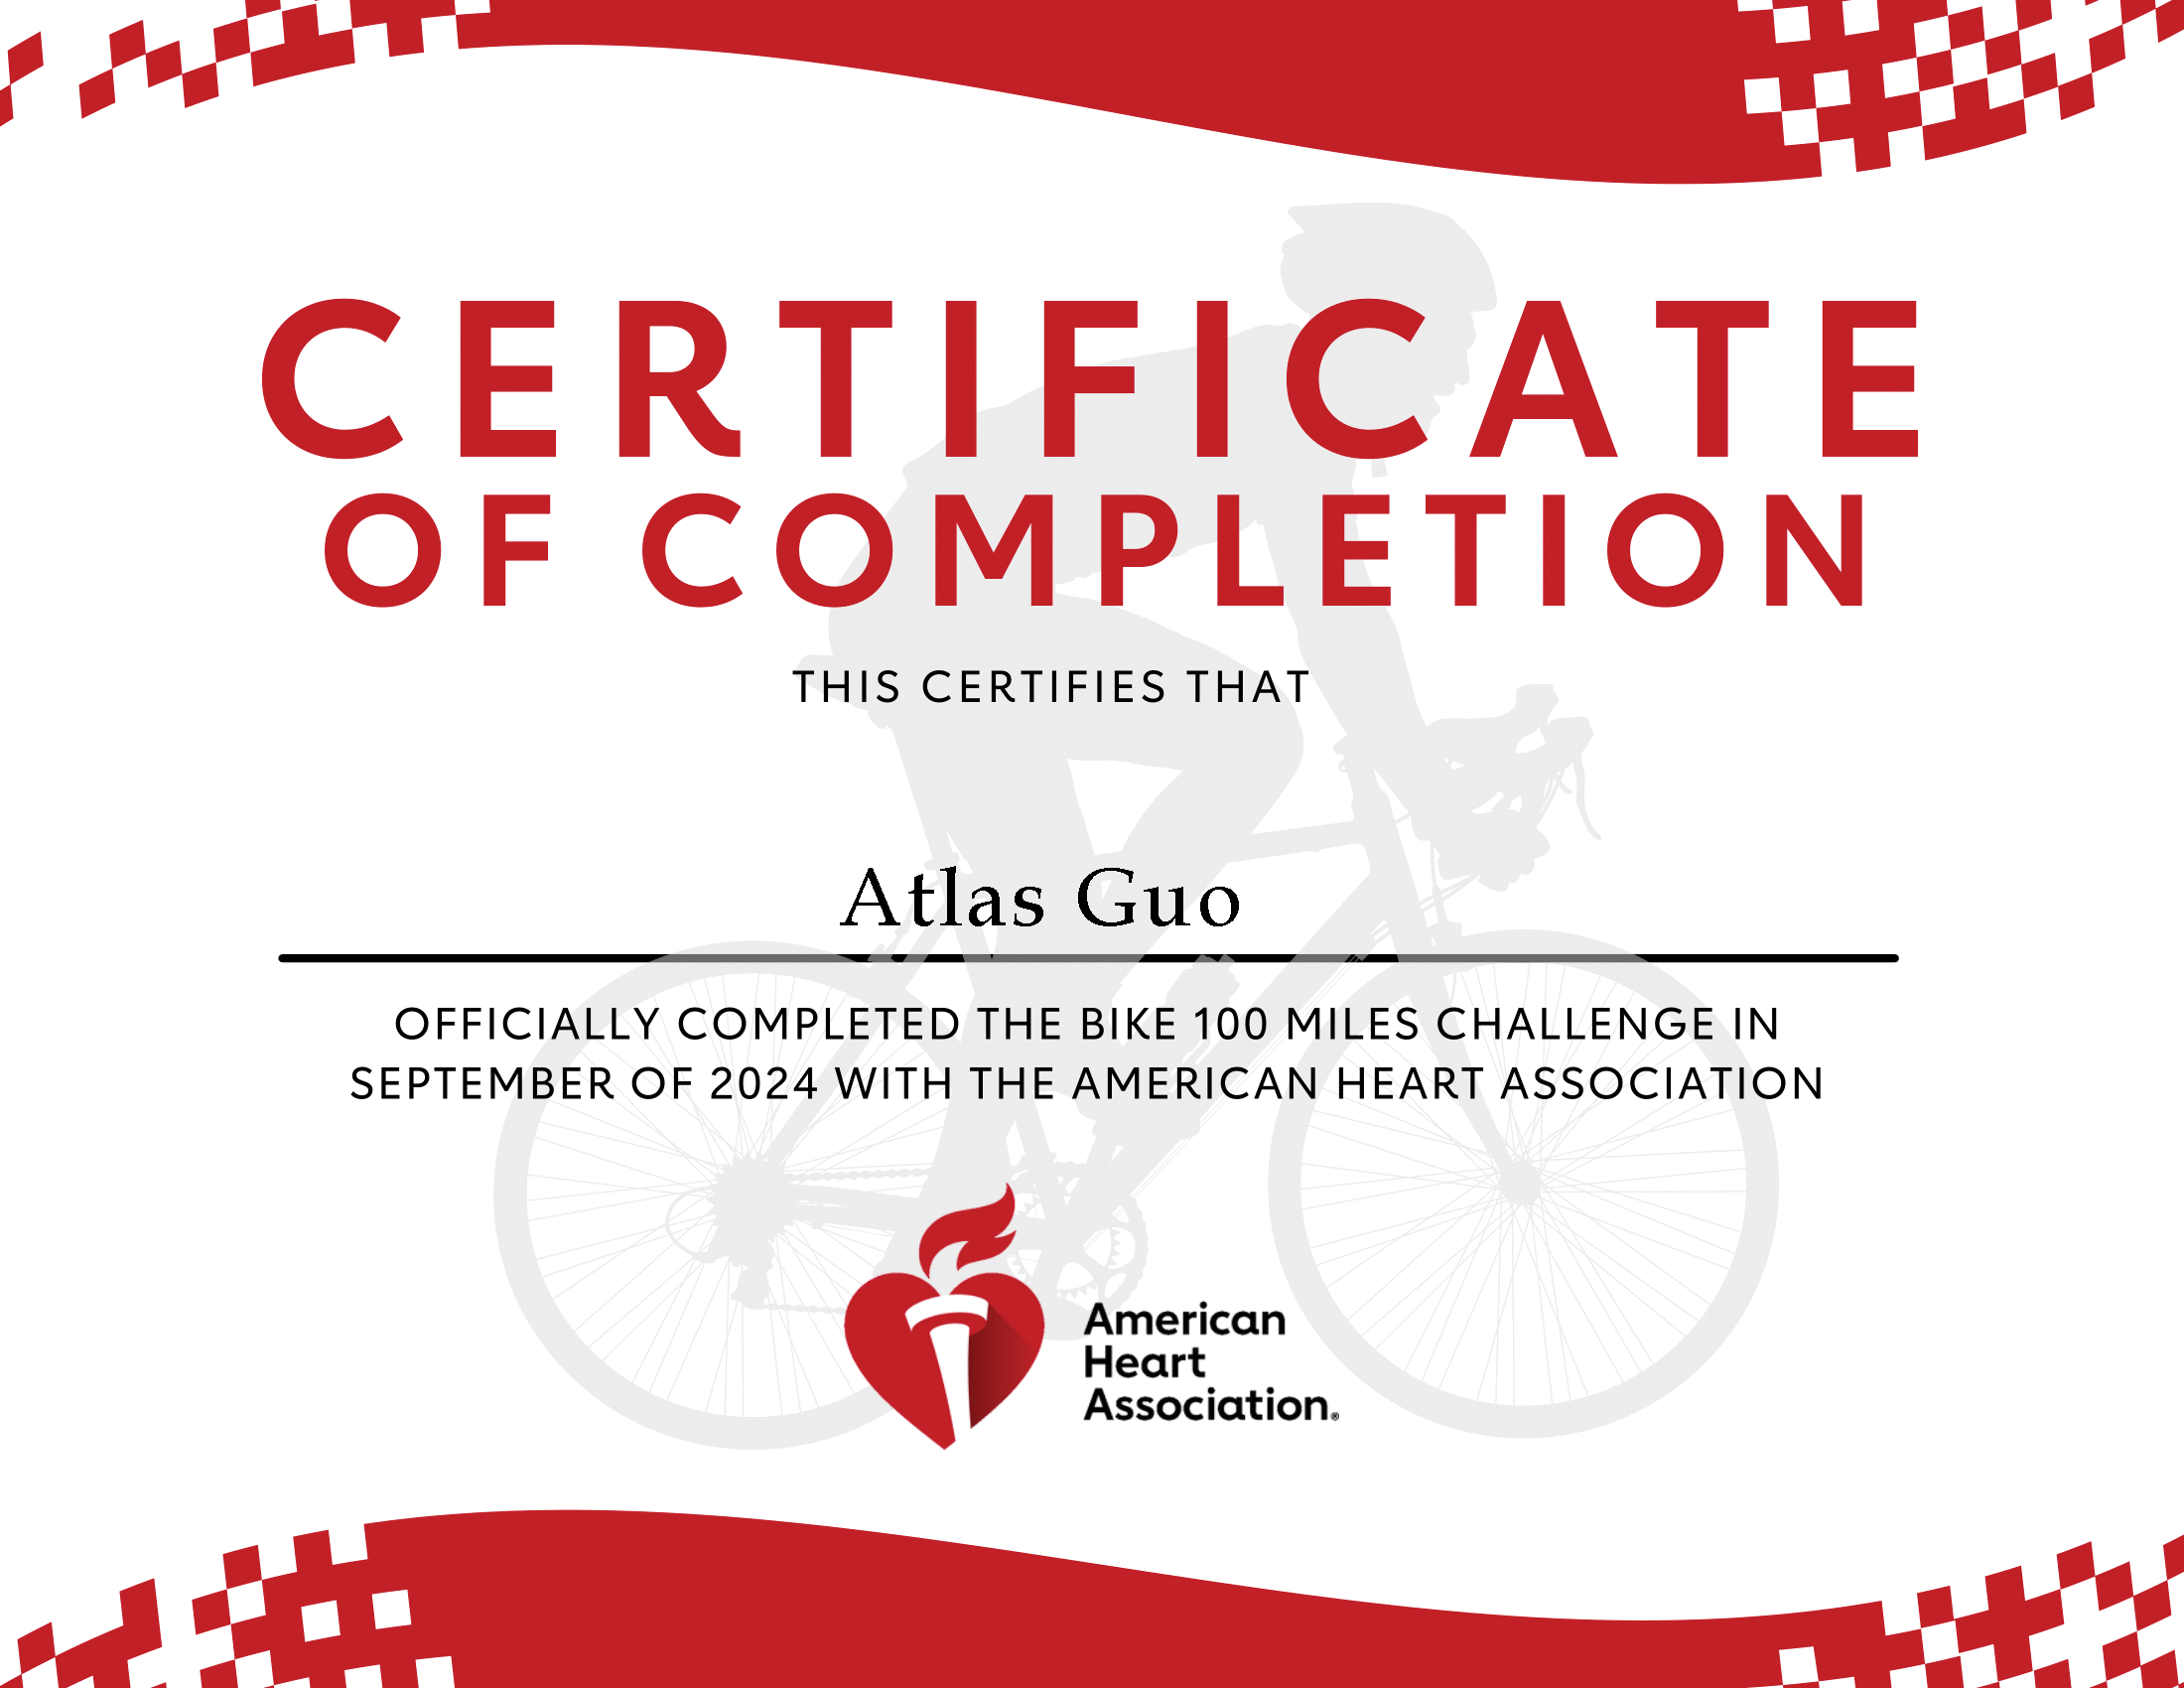 CERTIFICATE
OF COMPLETION
THIS CERTIFIES THAT
Atlas Guo
OFFICIALLY COMPLETED THE BIKE 100 MILES CHALLENGE IN
SEPTEMBER OF 2024 WITH THE AMERICAN HEART ASSOCIATION
American
Heart
Association®